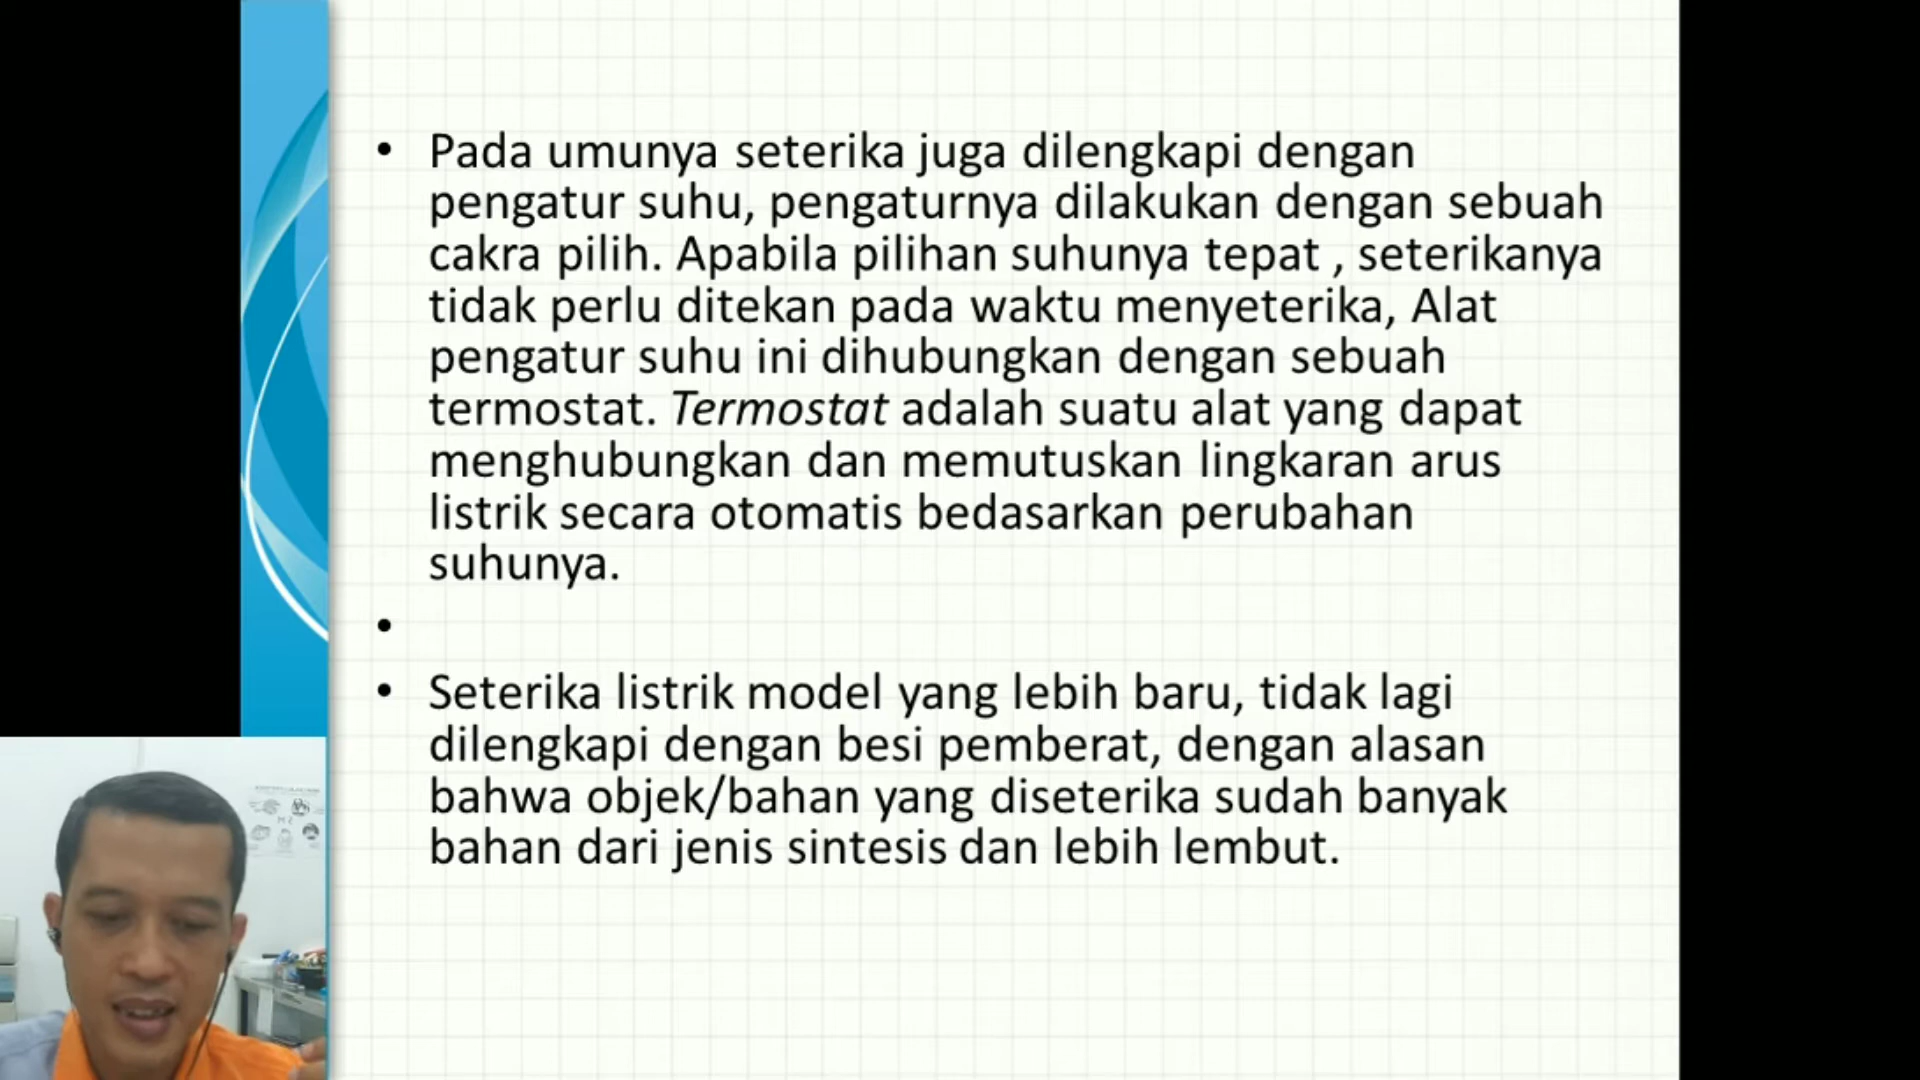 • Pada umunya seterika juga dilengkapi dengan
pengatur suhu, pengaturnya dilakukan dengan sebuah
cakra pilih. Apabila pilihan suhunya tepat , seterikanya
tidak perlu ditekan pada waktu menyeterika, Alat
pengatur suhu ini dihubungkan dengan sebuah
termostat. Termostat adalah suatu alat yang dapat
menghubungkan dan memutuskan lingkaran arus
listrik secara otomatis bedasarkan perubahan
suhunya.
•
• Seterika listrik model yang lebih baru, tidak lagi
dilengkapi dengan besi pemberat, dengan alasan
bahwa objek/bahan yang diseterika sudah banyak
bahan dari jenis sintesis dan lebih lembut.